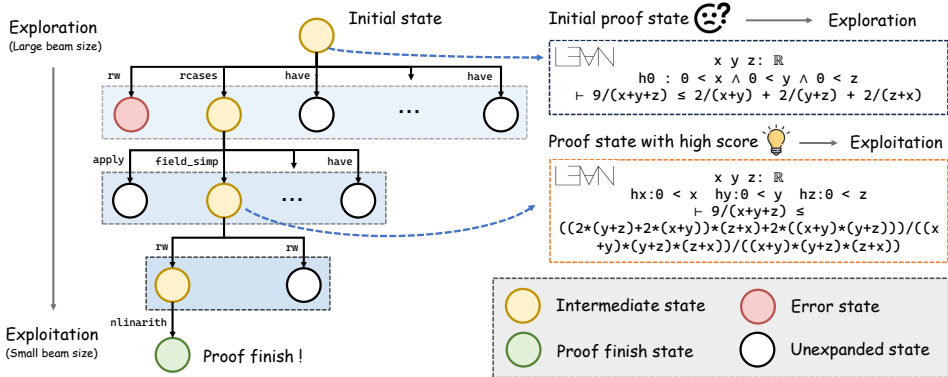 Exploration
(Large beam size)
Exploitation
(Small beam size)
Initial state
rw
rcases
have
have
...
apply
field_simp
have
...
rw
rw
nlinarith
Proof finish !
Initial proof state
Exploration
L∃∀N
x y z: ℝ
h0 : 0 < x ∧ 0 < y ∧ 0 < z
⊢ 9/(x+y+z) ≤ 2/(x+y) + 2/(y+z) + 2/(z+x)
Proof state with high score
Exploitation
L∃∀N
x y z: ℝ
hx:0 < x hy:0 < y hz:0 < z
⊢ 9/(x+y+z) ≤
((2*(y+z)+2*(x+y))*(z+x)+2*((x+y)*(y+z)))/((x
+y)*(y+z)*(z+x))/((x+y)*(y+z)*(z+x))
Intermediate state
Error state
Proof finish state
Unexpanded state